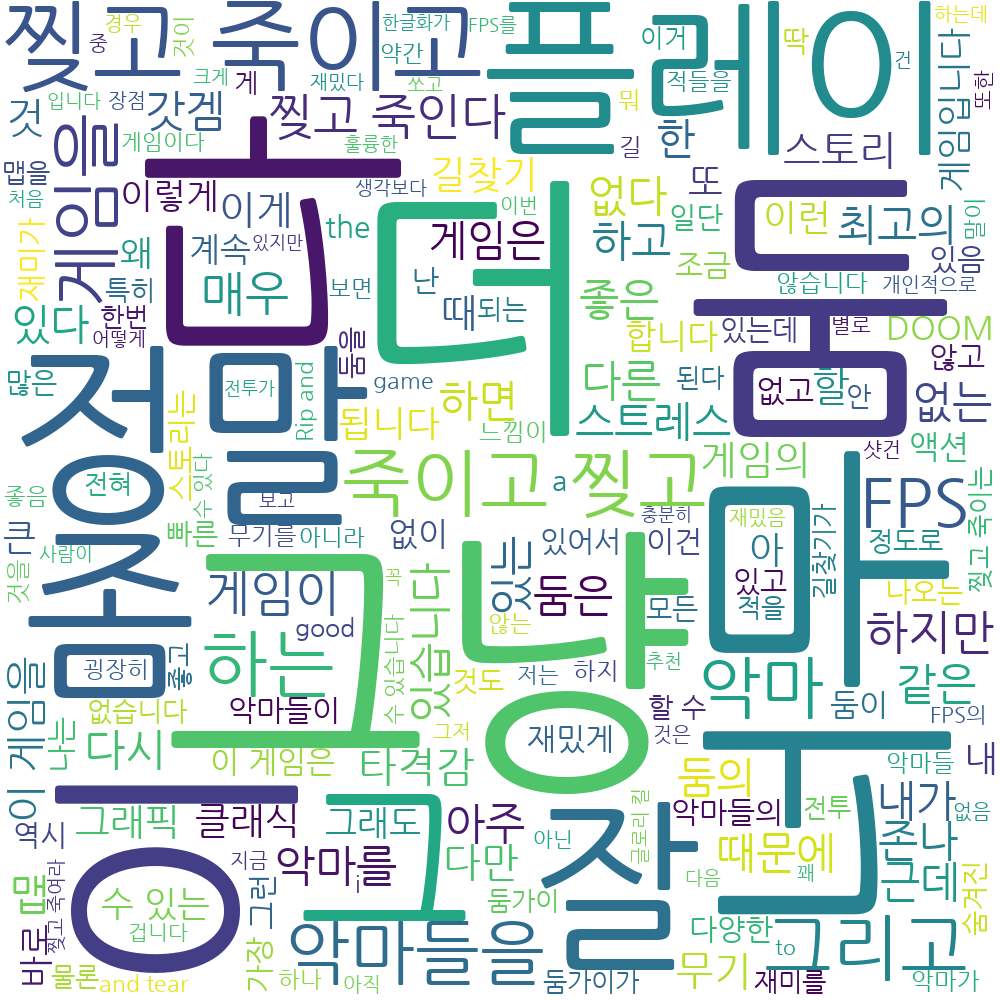 찢고 죽이고
플레이
중
경우
것이
한글화가
FPS를
하는데
약간
이거
딱
건
입니다
장점
크게
게
재밌다
쏘고
적들을
뭐
또한
것
갓겜
찢고 죽인다
길
한
스토리
게임입니다
맵을
게임을
게임이다
훌륭한
난
더
둠
처음
이렇게
생각보다
길찾기
이번
없다
또
일단
이런
최고의
말이
재미가
왜
이게
계속
있지만
the
게임은
하고
조금
있음
특히
매우
보면
난
때
되는
좋은
않습니다
개인적으로
있다
한번
어떻게
둠을
합니다
있는데
별로
DOOM
않고
많은
정말
전투가
Rip and
game
하면
다른
된다
없고
할
안
없는
됩니다
느낌이
스트레스
샷건
액션
스토리는
좋음
좀
전혀
수 있다
보고
죽이고 찢고
a
게임의
FPS
빠른
무기를
아니라
없이
충분히
재밌음
큰
것을
사람이
그냥
있어서
이건
아
정도로
찢고 죽이는
게임이
꼭
있는
둠은
모든
있고
적을
길찾기가
나오는
good
않는
마
하지만
굉장히
좋고
하는
수 있습니다
있습니다
것도
저는
하지
추천
악마
같은
게임을
나는
없습니다
악마들이
할 수
둠이
FPS의
다시
이 게임은
타격감
그저
재밌게
것은
악마들
내
이
그래픽
클래식
그래도
아주
아닌
글로리 킬
둠의
악마들의
전투
내가
없음
역시
지금
악마를
i
다만
때문에
존나
근데
맵
수 있는
그런
그
둠가이
잘
다음
꽤
숨겨진
바로
찢고 죽여라
겁니다
가장
악마들을
다양한
to
그리고
물론
and tear
하나
아직
둠가이가
무기
재미를
악마가